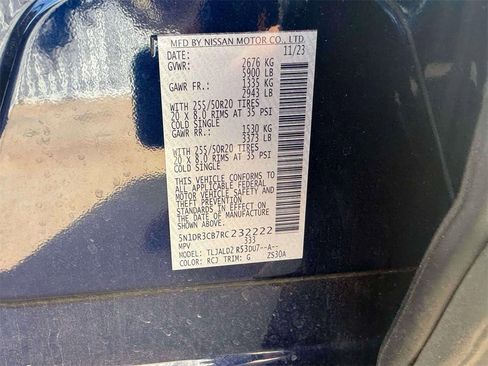 MFD BY NISSAN MOTOR CO., LTD.
DATE: 11/23
GVWR: 2676 KG
5900 LB
GAWR FR.: 1335 KG
2943 LB
WITH 255/50R20 TIRES
20 X 8.0 RIMS AT 35 PSI
COLD SINGLE
GAWR RR.: 1530 KG
3373 LB
WITH 255/50R20 TIRES
20 X 8.0 RIMS AT 35 PSI
COLD SINGLE
THIS VEHICLE CONFORMS TO
ALL APPLICABLE FEDERAL
MOTOR VEHICLE SAFETY AND
THEFT PREVENTION
STANDARDS IN EFFECT ON
THE DATE OF MANUFACTURE
SHOWN ABOVE.
5N1DR3CB7RC232222
MPV 333
MODEL: TLJALD2 R53DU7--A--
COLOR: RCJ TRIM: G ZS30A